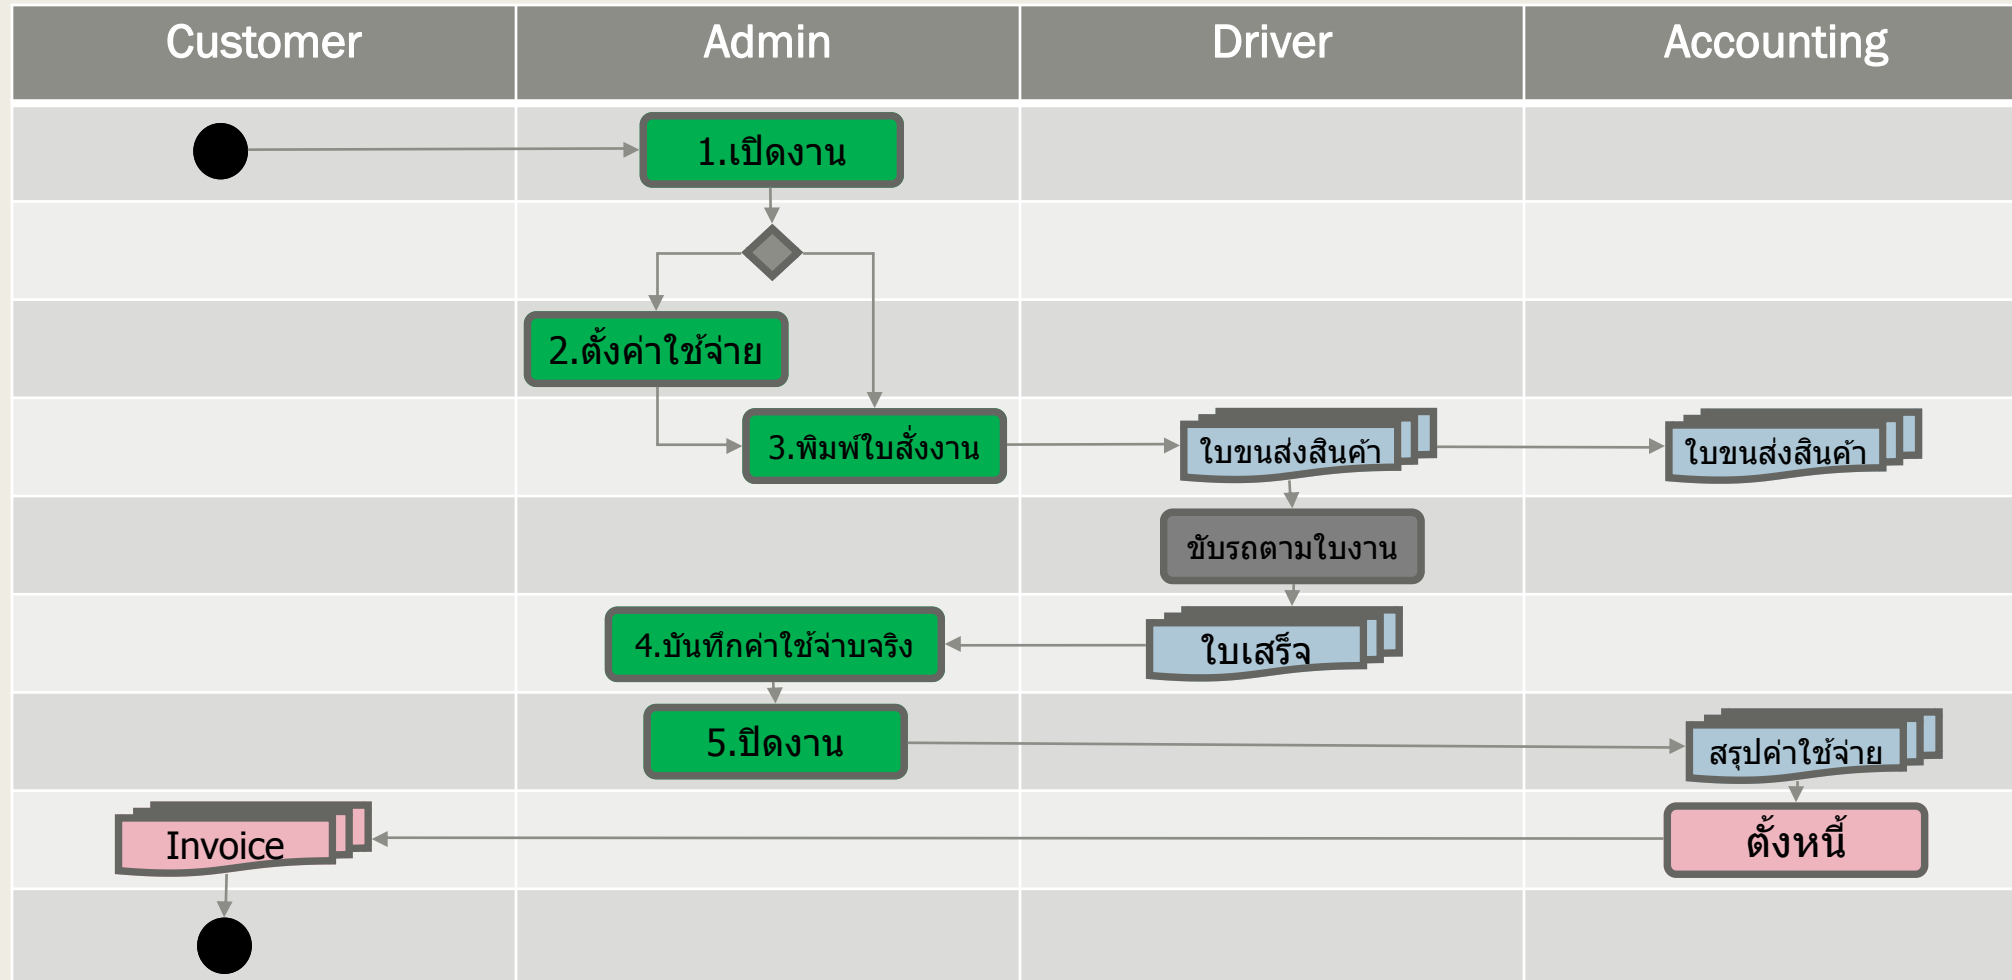 Customer
Admin
Driver
Accounting
1.เปิดงาน
2.ตั้งค่าใช้จ่าย
3.พิมพ์ใบสั่งงาน
ใบขนส่งสินค้า
ใบขนส่งสินค้า
ขับรถตามใบงาน
4.บันทึกค่าใช้จ่าบจริง
ใบเสร็จ
5.ปิดงาน
สรุปค่าใช้จ่าย
Invoice
ตั้งหนี้